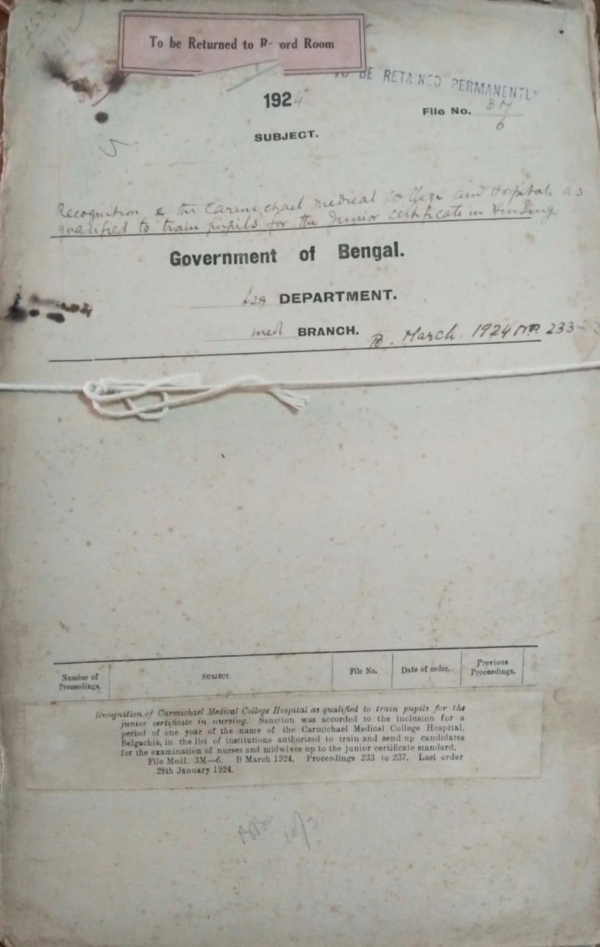 To be Returned to Record Room
TO BE RETAINED PERMANENTLY
1924
File No. 3M
6
SUBJECT.
Recognition of the Carmichael Medical College and Hospitals as
qualified to train pupils for the Junior certificate in Nursing
Government of Bengal.
DEPARTMENT.
Med BRANCH.
B. March. 1924 233-
Number of Proceedings.
SUBJECT.
File No.
Date of order.
Previous Proceedings.
Recognition of Carmichael Medical College Hospital as qualified to train pupils for the
junior certificate in nursing. Sanction was accorded to the inclusion for a
period of one year of the name of the Carmichael Medical College Hospital,
Belgachia, in the list of institutions authorized to train and send up candidates
for the examination of nurses and midwives up to the junior certificate standard.
File Medl. 3M—6. B March 1924. Proceedings 233 to 237. Last order
28th January 1924.